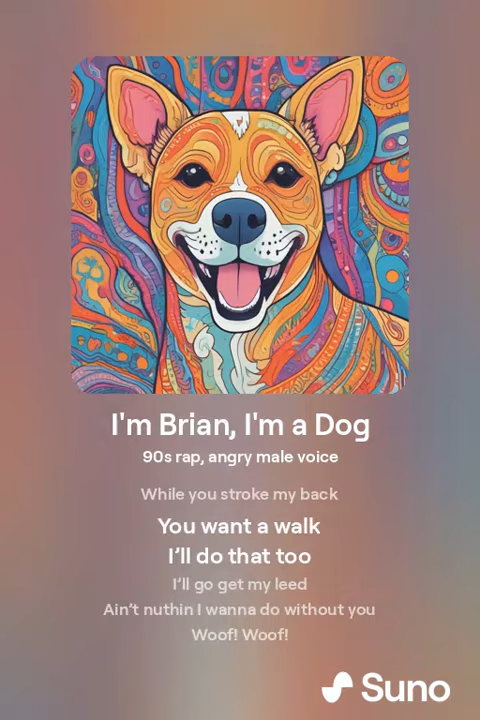 I'm Brian, I'm a Dog
90s rap, angry male voice
While you stroke my back
You want a walk
I’ll do that too
I’ll go get my leed
Ain’t nuthin I wanna do without you
Woof! Woof!
Suno